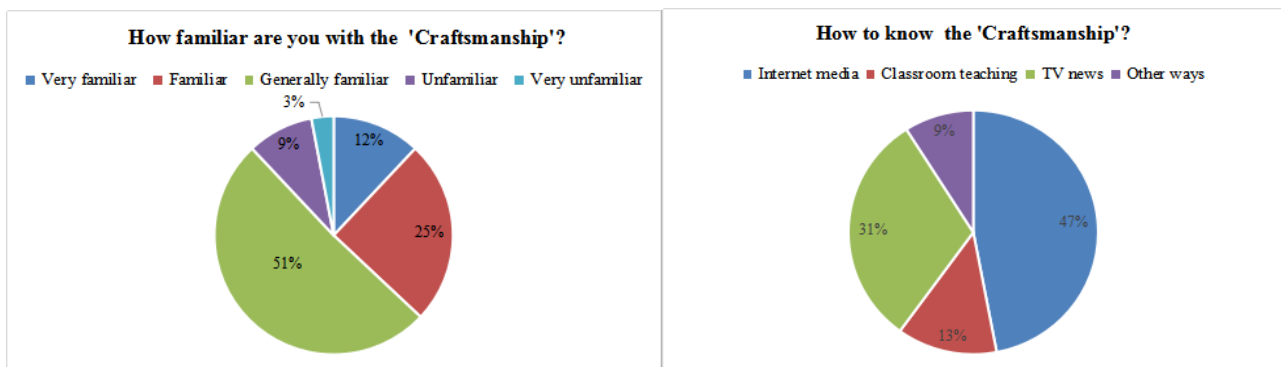 How familiar are you with the 'Craftsmanship'?
Very familiar Familiar Generally familiar Unfamiliar Very unfamiliar
3%
12%
9%
25%
51%
How to know the 'Craftsmanship'?
Internet media Classroom teaching TV news Other ways
9%
47%
31%
13%